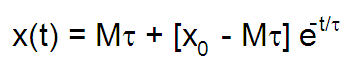 x(t) = Mτ + [x₀ - Mτ] e^(-t/τ)